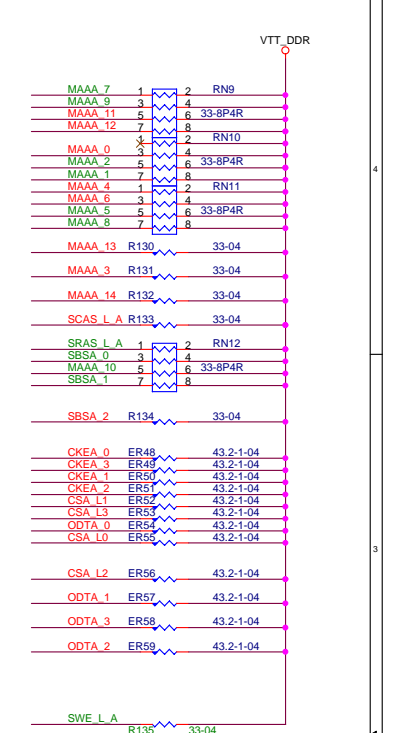 VTT_DDR
MAAA_7 1 2 RN9
MAAA_9 3 4
MAAA_11 5 6 33-8P4R
MAAA_12 7 8
1 2 RN10
MAAA_0 3 4
MAAA_2 5 6 33-8P4R
MAAA_1 7 8
MAAA_4 1 2 RN11
MAAA_6 3 4
MAAA_5 5 6 33-8P4R
MAAA_8 7 8
4
MAAA_13 R130 33-04
MAAA_3 R131 33-04
MAAA_14 R132 33-04
SCAS_L_A R133 33-04
SRAS_L_A 1 2 RN12
SBSA_0 3 4
MAAA_10 5 6 33-8P4R
SBSA_1 7 8
SBSA_2 R134 33-04
CKEA_0 ER48 43.2-1-04
CKEA_3 ER49 43.2-1-04
CKEA_1 ER50 43.2-1-04
CKEA_2 ER51 43.2-1-04
CSA_L1 ER52 43.2-1-04
CSA_L3 ER53 43.2-1-04
ODTA_0 ER54 43.2-1-04
CSA_L0 ER55 43.2-1-04
3
CSA_L2 ER56 43.2-1-04
ODTA_1 ER57 43.2-1-04
ODTA_3 ER58 43.2-1-04
ODTA_2 ER59 43.2-1-04
SWE_L_A
R135 33-04